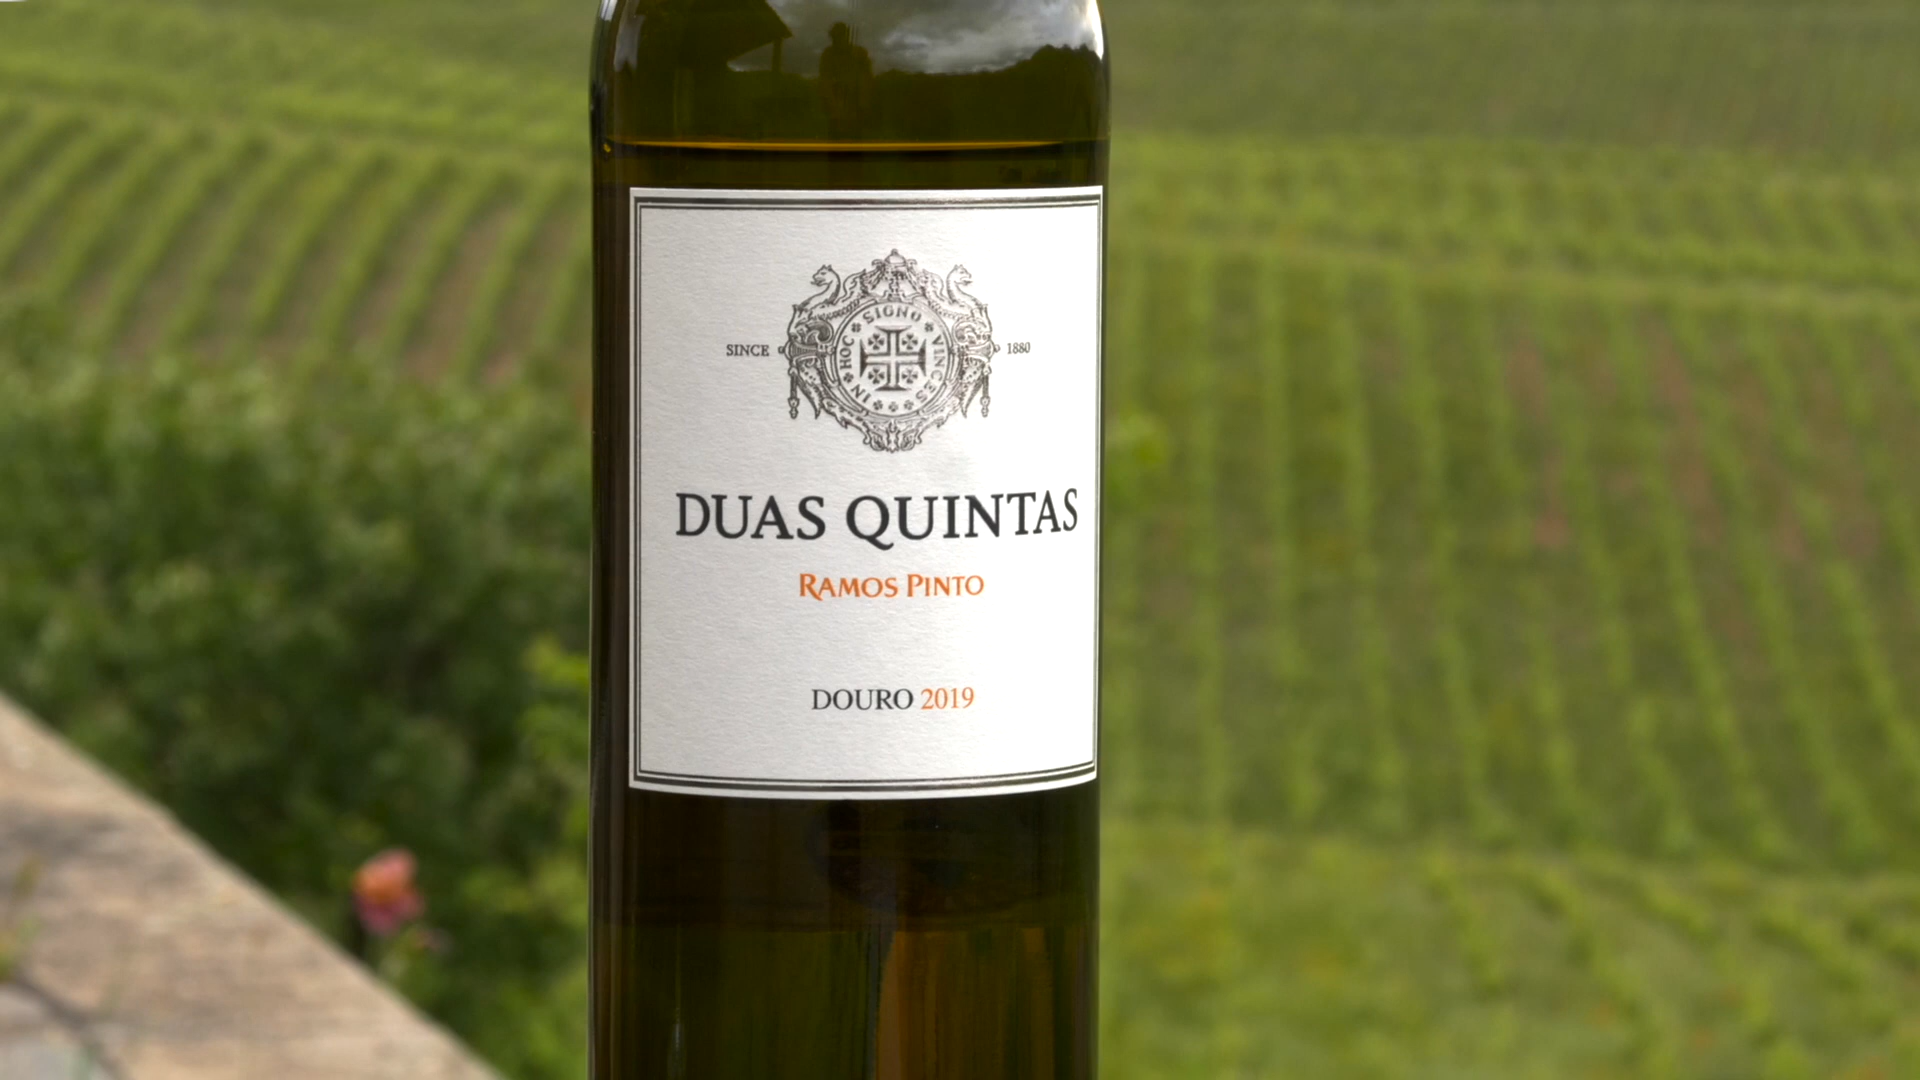 IN HOC SIGNO VINCES
SINCE 1880
DUAS QUINTAS
RAMOS PINTO
DOURO 2019